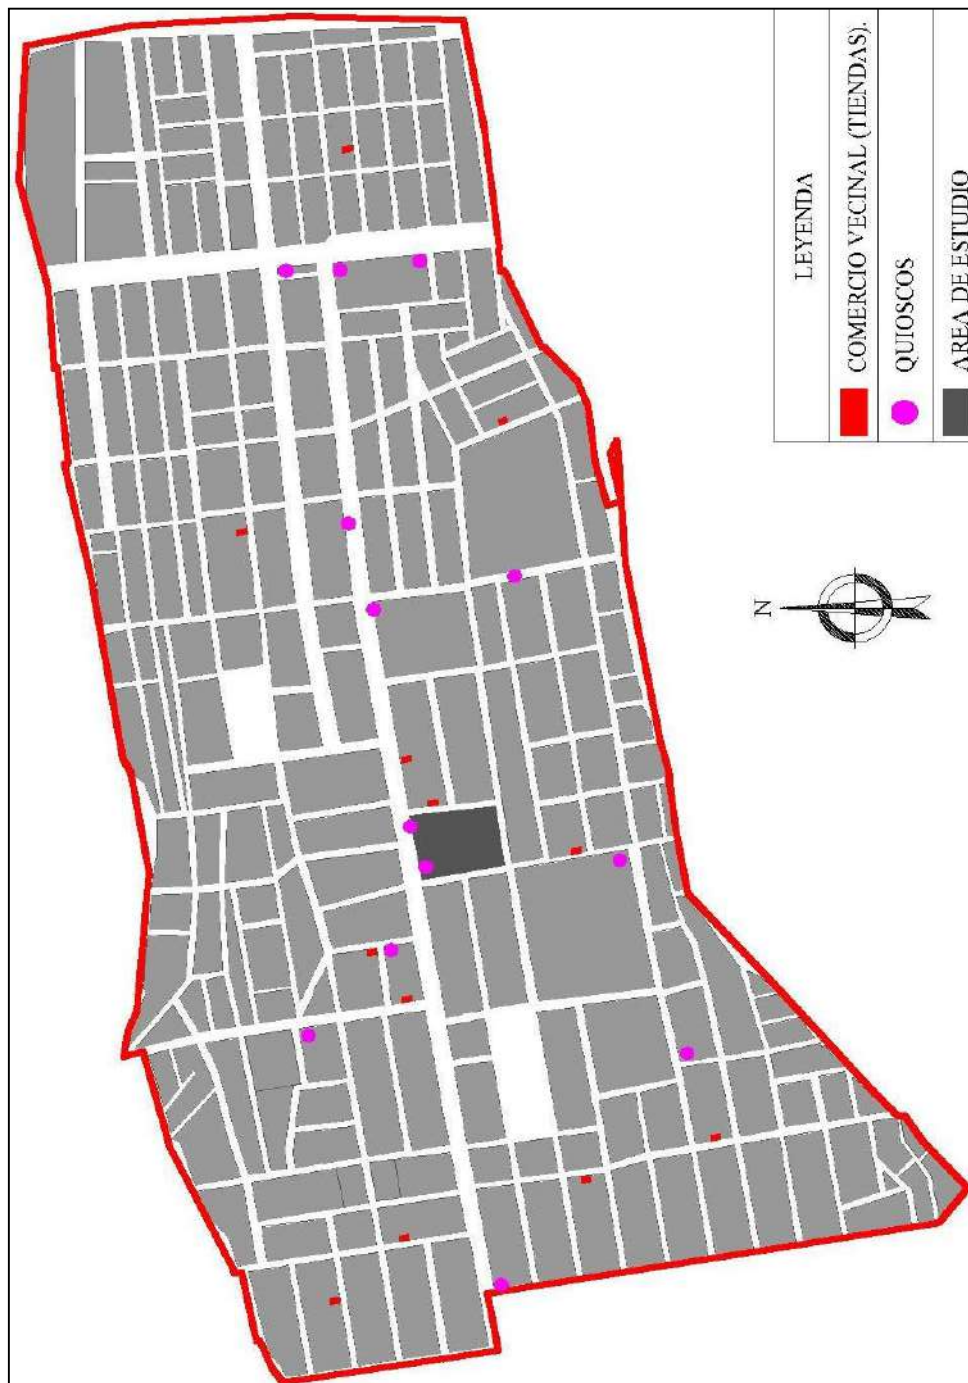 LEYENDA
COMERCIO VECINAL (TIENDAS).
QUIOSCOS
AREA DE ESTUDIO
N